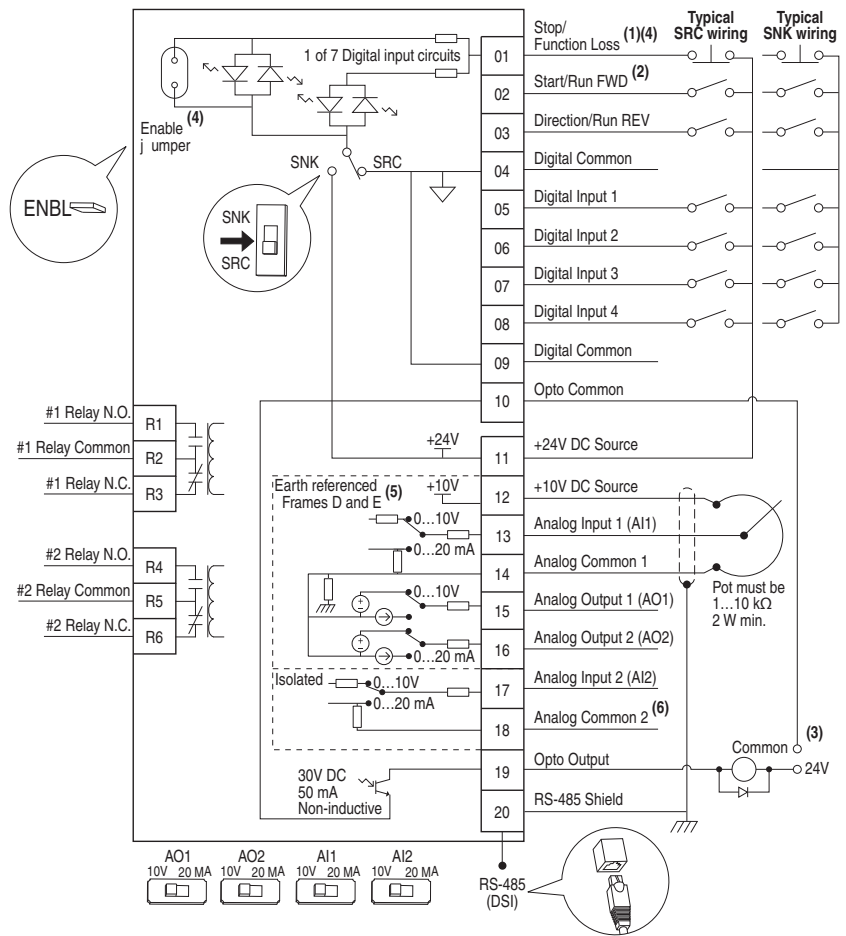 Typical
SRC wiring
Typical
SNK wiring
Stop/
Function Loss (1)(4)
01
1 of 7 Digital input circuits
Start/Run FWD (2)
02
(4)
Enable
j umper
Direction/Run REV
03
SNK
SRC
Digital Common
04
ENBL
Digital Input 1
05
SNK
SRC
Digital Input 2
06
Digital Input 3
07
Digital Input 4
08
Digital Common
09
Opto Common
10
#1 Relay N.O.
R1
#1 Relay Common
R2
#1 Relay N.C.
R3
+24V
11
+24V DC Source
Earth referenced
Frames D and E (5)
+10V
12
+10V DC Source
0...10V
0...20 mA
13
Analog Input 1 (AI1)
14
Analog Common 1
Pot must be
1...10 kΩ
2 W min.
#2 Relay N.O.
R4
#2 Relay Common
R5
#2 Relay N.C.
R6
0...10V
15
Analog Output 1 (AO1)
0...20 mA
16
Analog Output 2 (AO2)
Isolated
0...10V
0...20 mA
17
Analog Input 2 (AI2)
18
Analog Common 2 (6)
Common
(3)
24V
30V DC
50 mA
Non-inductive
19
Opto Output
20
RS-485 Shield
AO1
10V 20 MA
AO2
10V 20 MA
AI1
10V 20 MA
AI2
10V 20 MA
RS-485
(DSI)